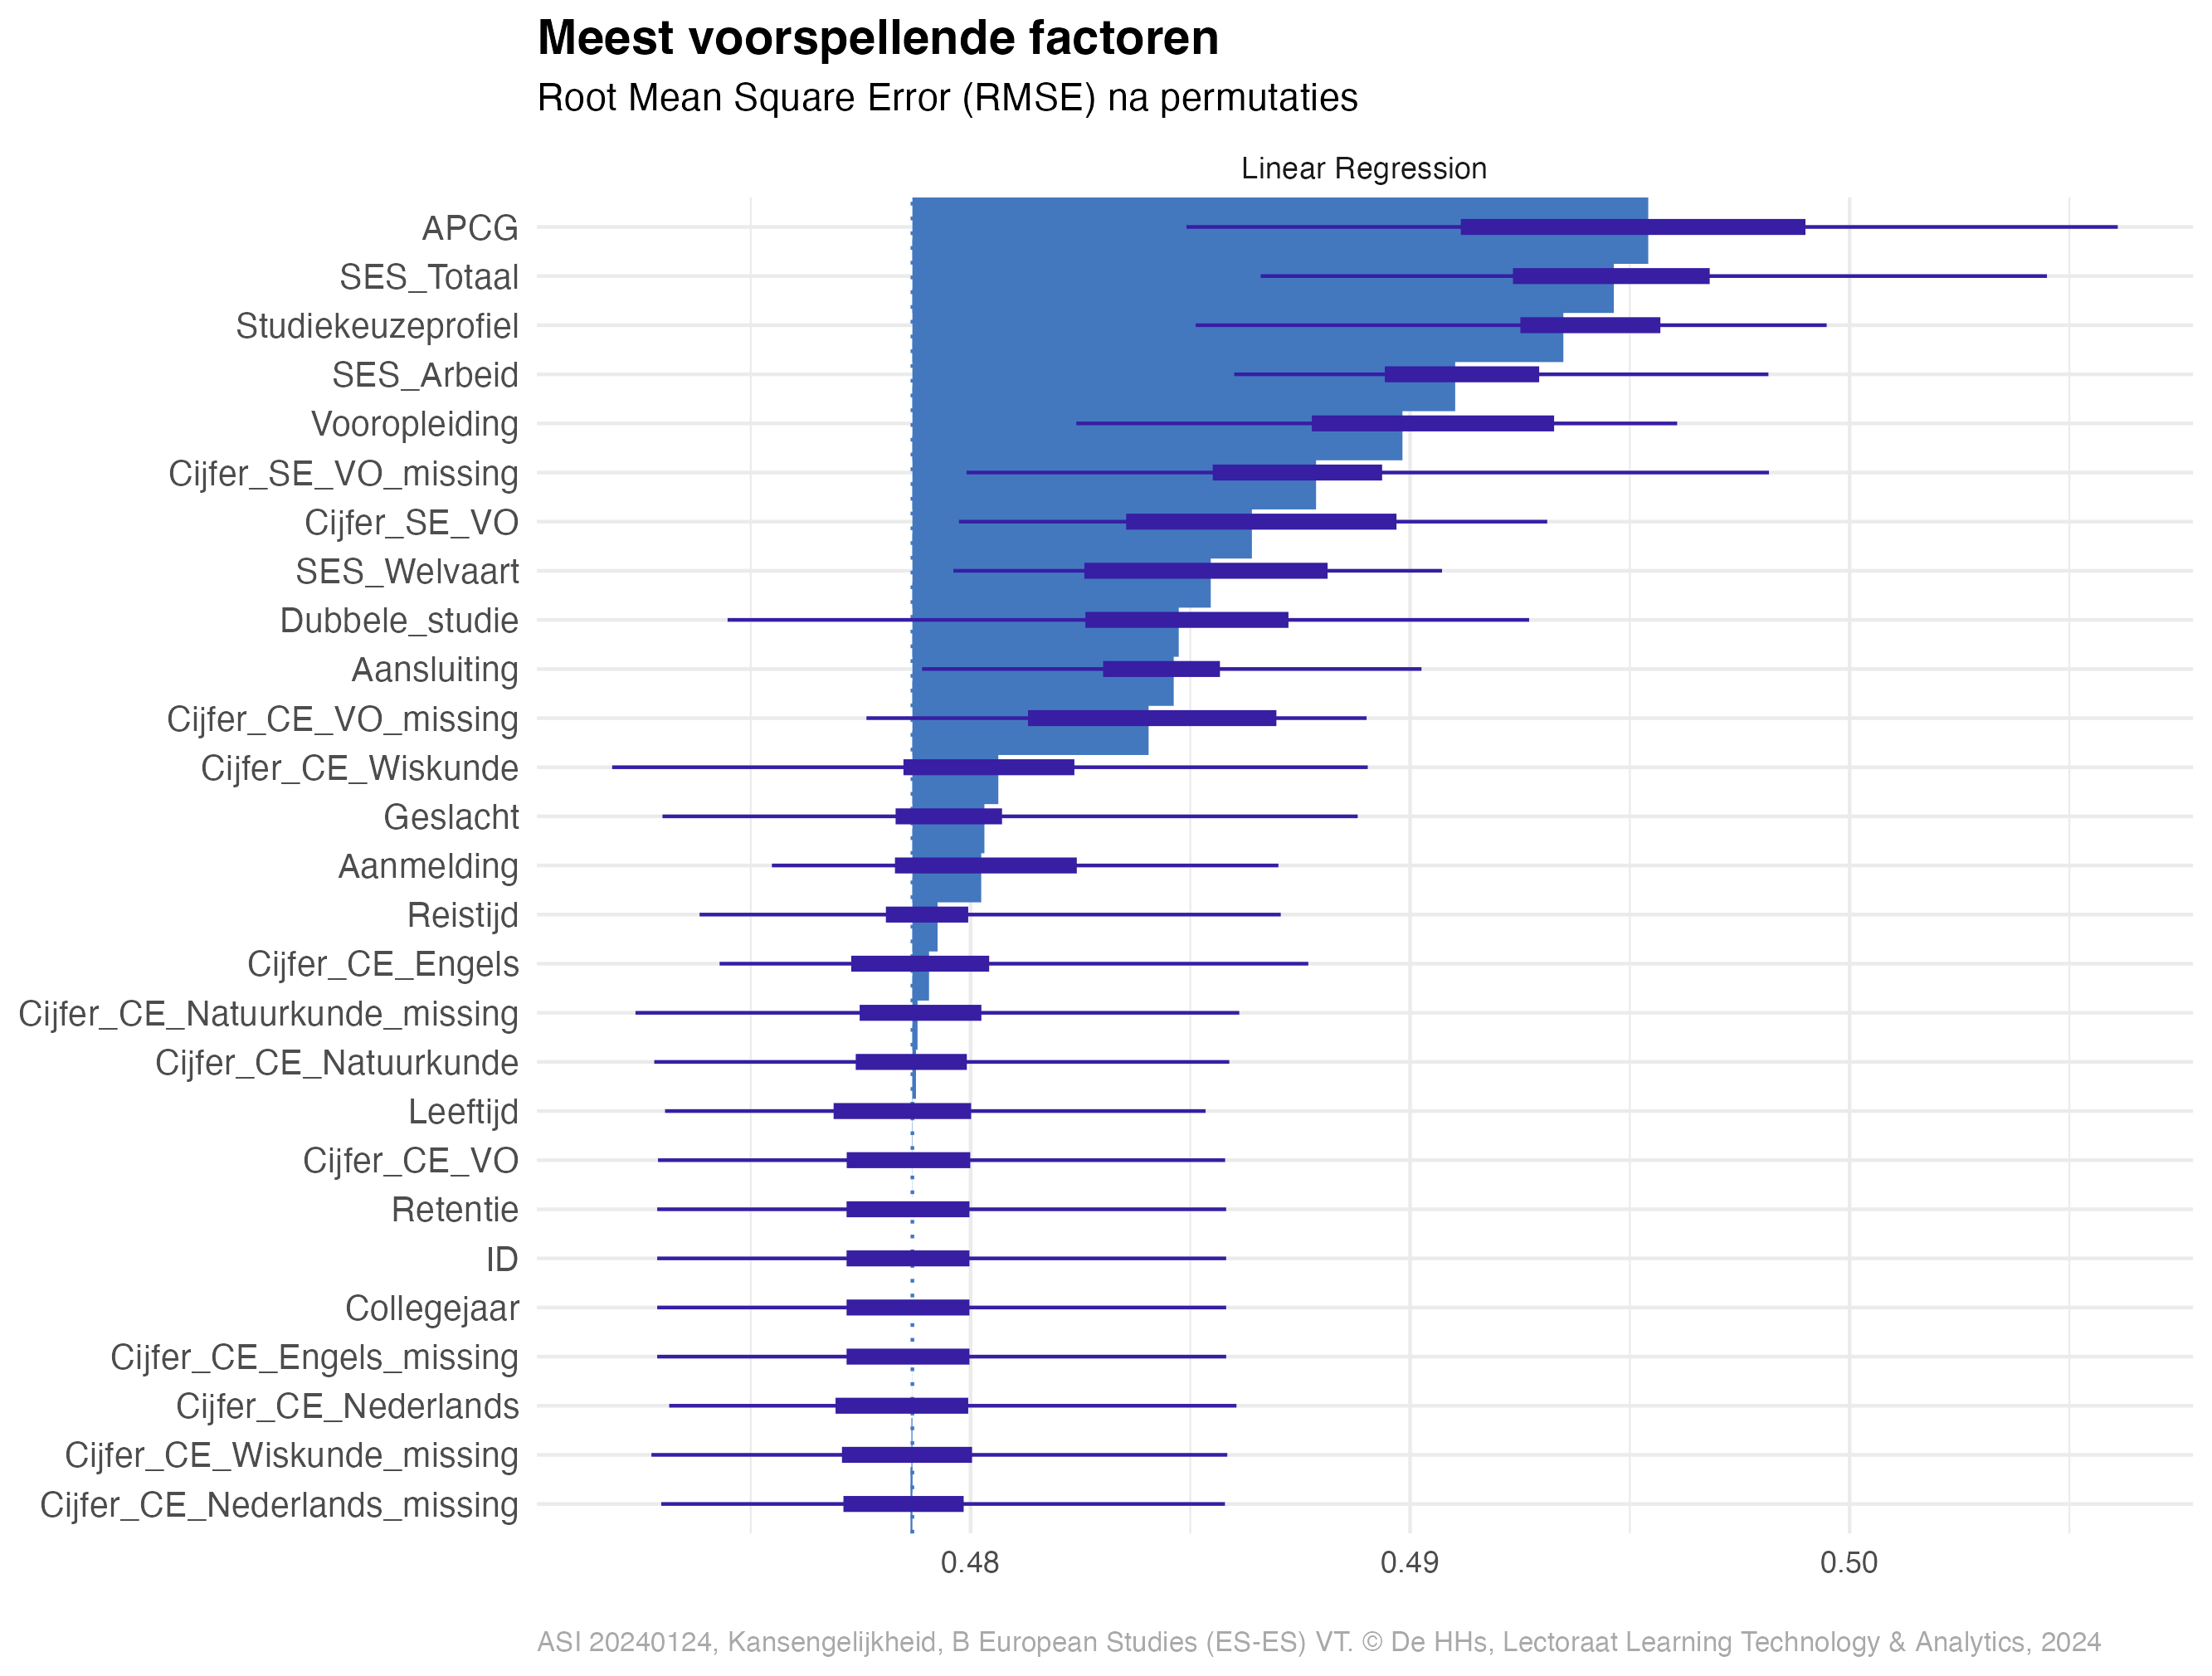 Meest voorspellende factoren
Root Mean Square Error (RMSE) na permutaties
Linear Regression
APCG
SES_Totaal
Studiekeuzeprofiel
SES_Arbeid
Vooropleiding
Cijfer_SE_VO_missing
Cijfer_SE_VO
SES_Welvaart
Dubbele_studie
Aansluiting
Cijfer_CE_VO_missing
Cijfer_CE_Wiskunde
Geslacht
Aanmelding
Reistijd
Cijfer_CE_Engels
Cijfer_CE_Natuurkunde_missing
Cijfer_CE_Natuurkunde
Leeftijd
Cijfer_CE_VO
Retentie
ID
Collegejaar
Cijfer_CE_Engels_missing
Cijfer_CE_Nederlands
Cijfer_CE_Wiskunde_missing
Cijfer_CE_Nederlands_missing
0.48 0.49 0.50
ASI 20240124, Kansengelijkheid, B European Studies (ES-ES) VT. © De HHs, Lectoraat Learning Technology & Analytics, 2024